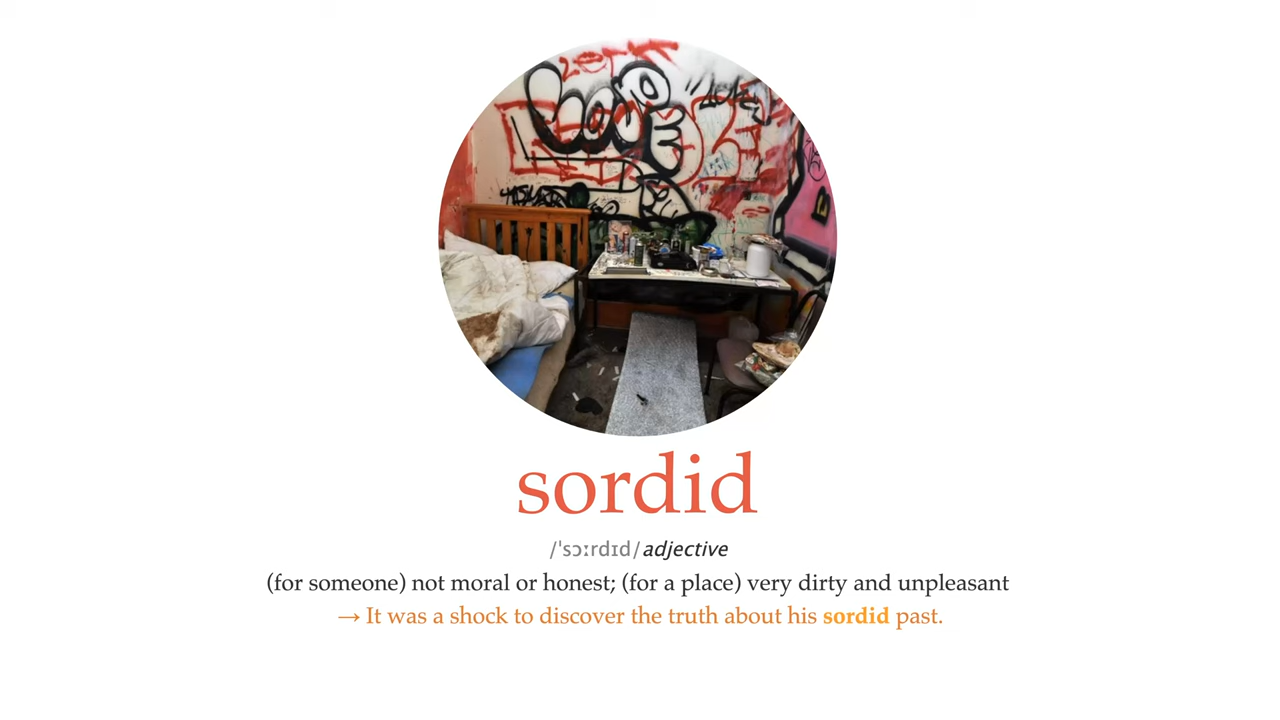 sordid
/ˈsɔːrdɪd/ adjective
(for someone) not moral or honest; (for a place) very dirty and unpleasant
→ It was a shock to discover the truth about his sordid past.